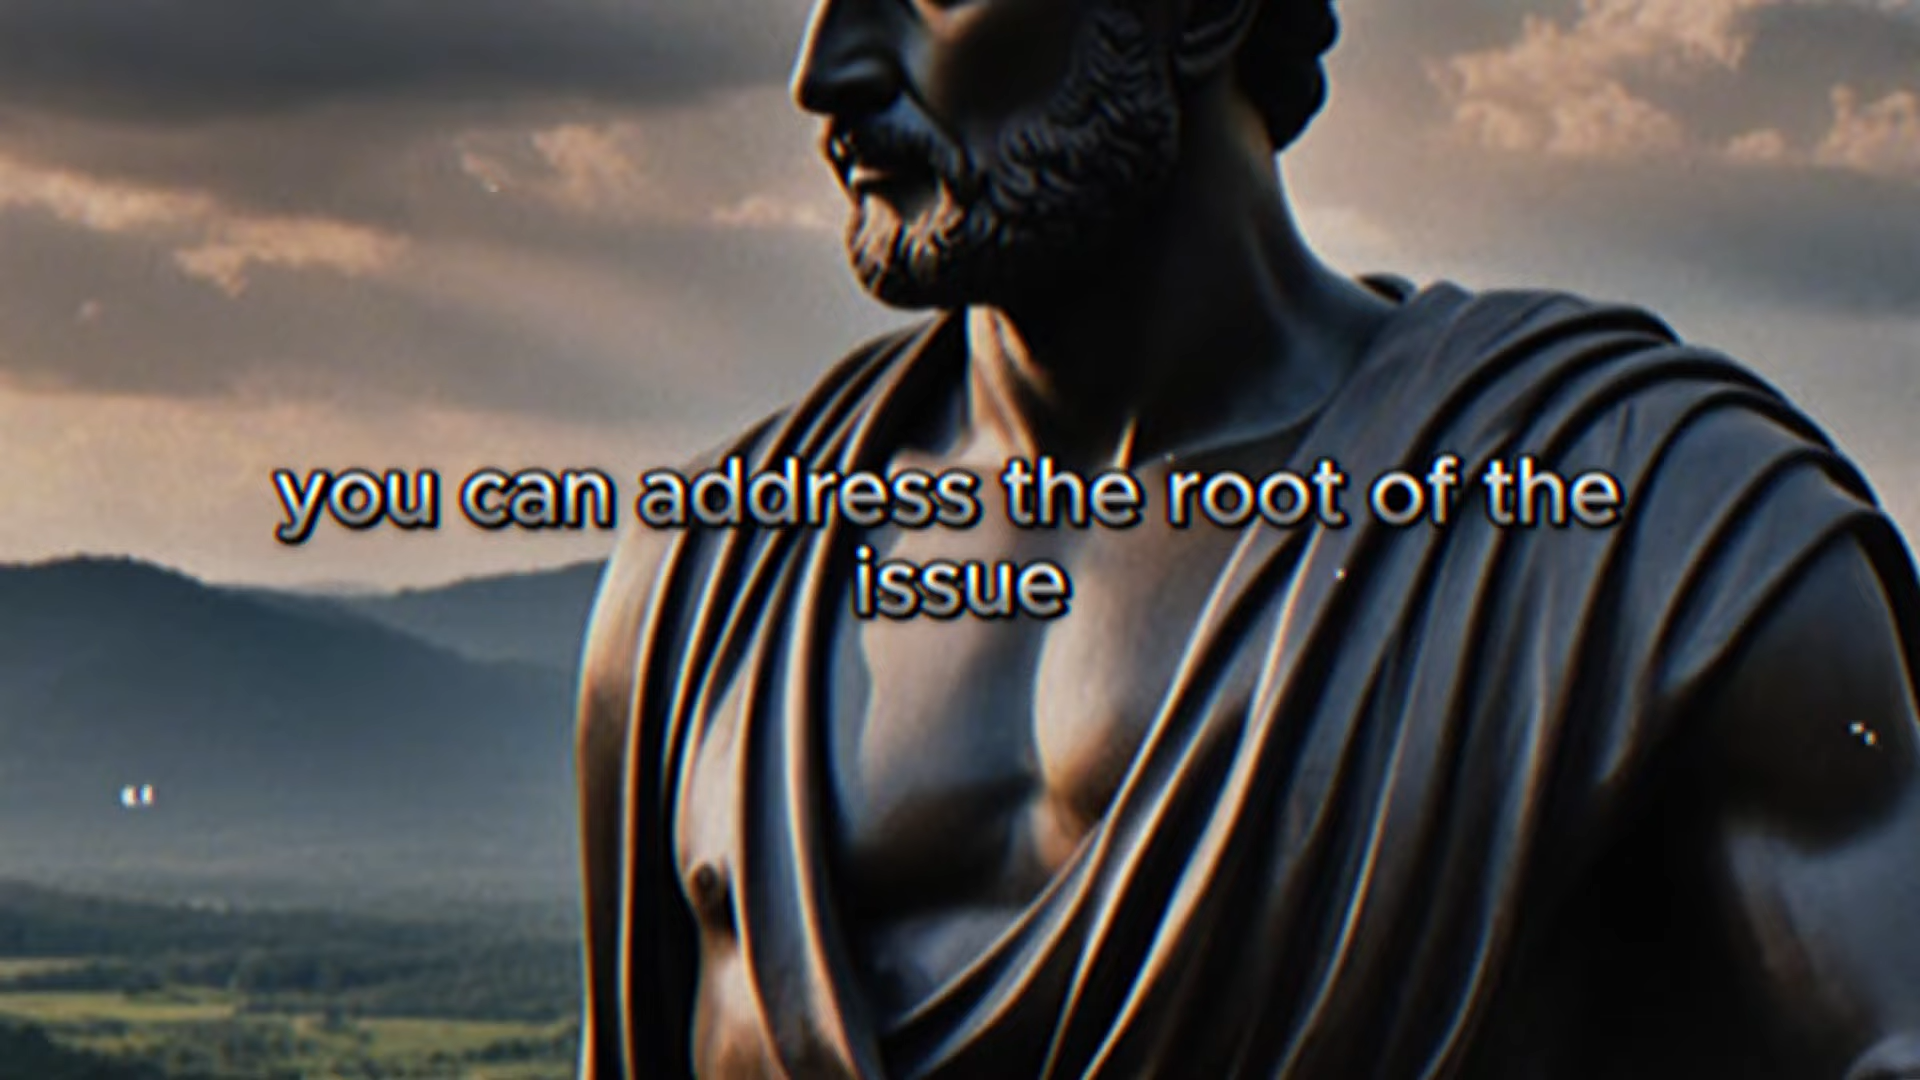 you can address the root of the
issue